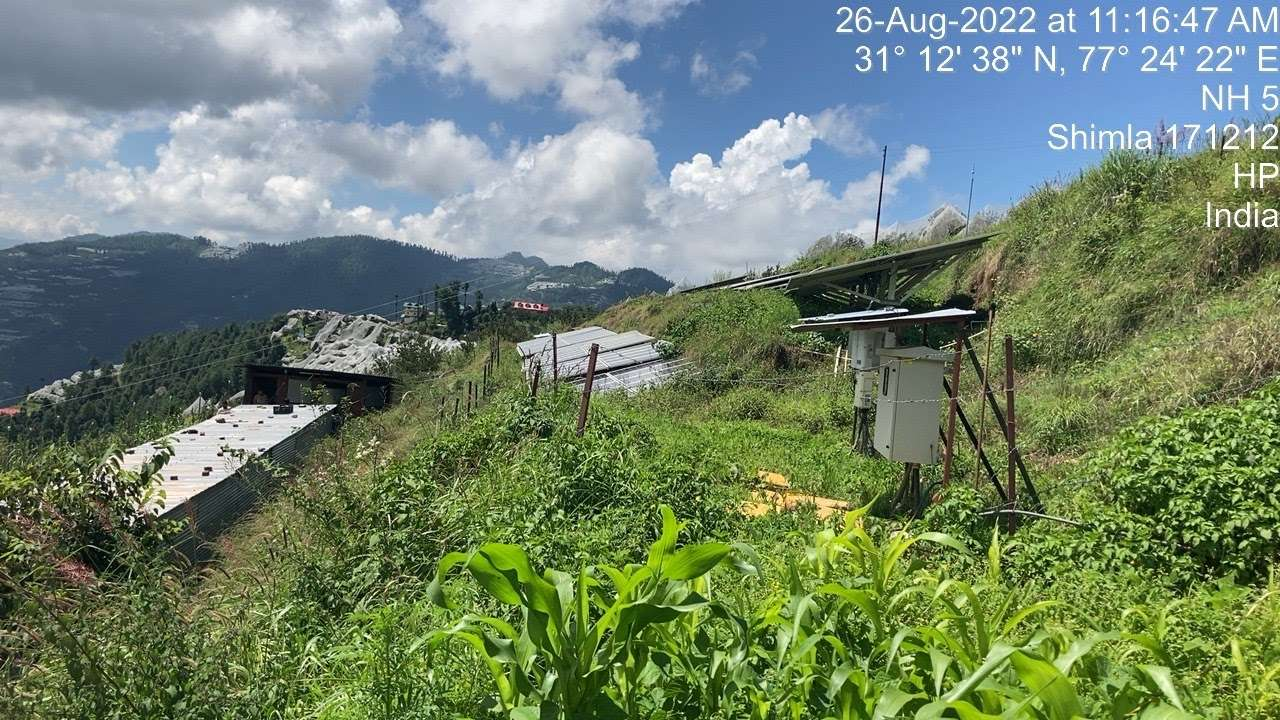 26-Aug-2022 at 11:16:47 AM
31° 12' 38" N, 77° 24' 22" E
NH 5
Shimla 171212
HP
India